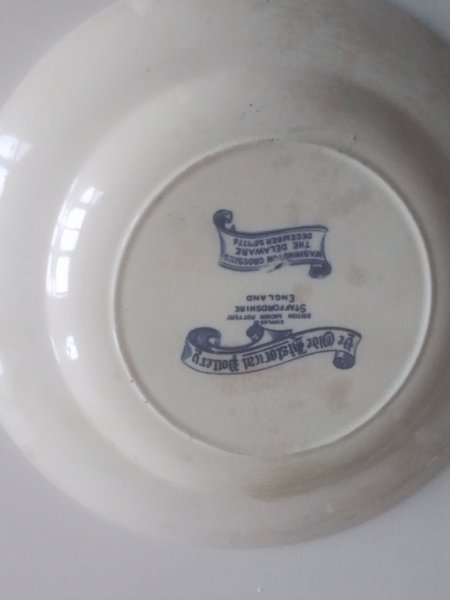 Ye Olde Historical Pottery
BRITISH ANCHOR POTTERY
STAFFORDSHIRE
ENGLAND
WASHINGTON CROSSING
THE DELAWARE
DECEMBER 25TH 1776